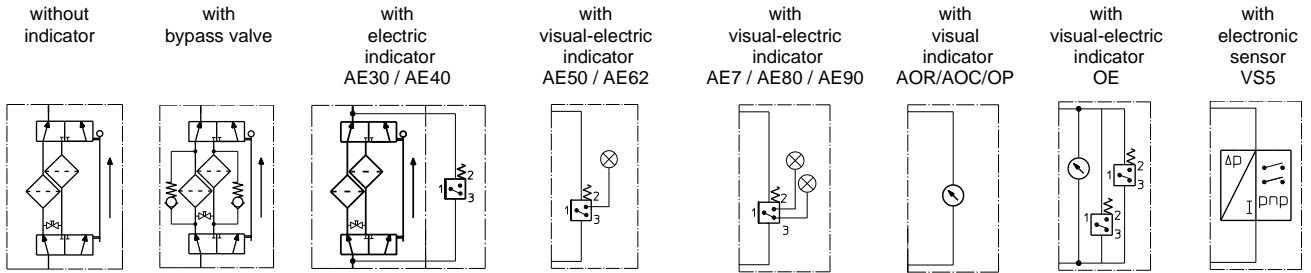 without
indicator
with
bypass valve
with
electric
indicator
AE30 / AE40
with
visual-electric
indicator
AE50 / AE62
with
visual-electric
indicator
AE7 / AE80 / AE90
with
visual
indicator
AOR/AOC/OP
with
visual-electric
indicator
OE
with
electronic
sensor
VS5
1
2
3
1
2
3
1
2
3
1
2
3
1
2
3
Δp
I
pnp